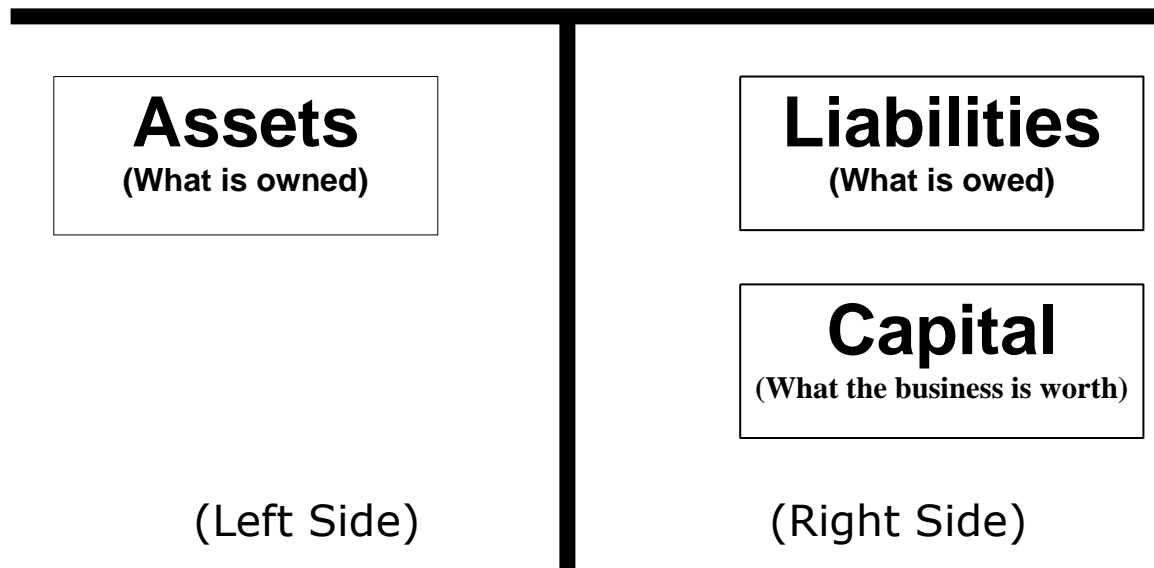 Assets
(What is owned)
Liabilities
(What is owed)
Capital
(What the business is worth)
(Left Side)
(Right Side)